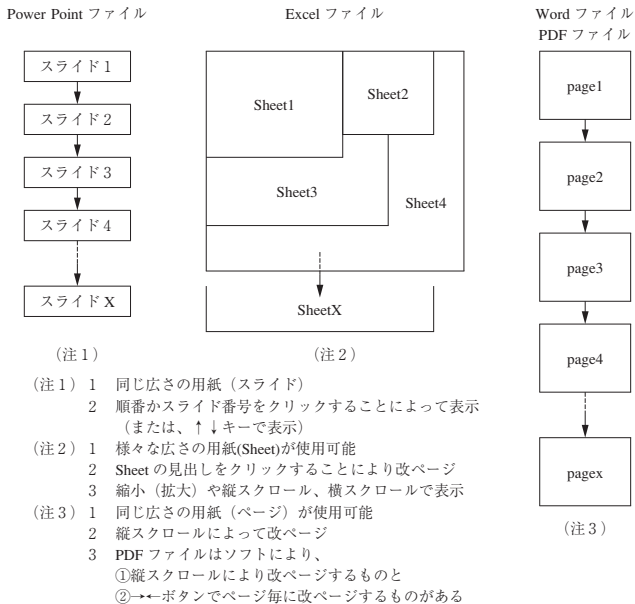 Power Point ファイル
スライド１
スライド２
スライド３
スライド４
スライド X
（注１）
Excel ファイル
Sheet1
Sheet2
Sheet3
Sheet4
SheetX
（注２）
Word ファイル
PDF ファイル
page1
page2
page3
page4
pagex
（注３）
（注１） 1　同じ広さの用紙（スライド）
2　順番かスライド番号をクリックすることによって表示
（または、↑↓キーで表示）
（注２） 1　様々な広さの用紙(Sheet)が使用可能
2　Sheet の見出しをクリックすることにより改ページ
3　縮小（拡大）や縦スクロール、横スクロールで表示
（注３） 1　同じ広さの用紙（ページ）が使用可能
2　縦スクロールによって改ページ
3　PDF ファイルはソフトにより、
①縦スクロールにより改ページするものと
②→←ボタンでページ毎に改ページするものがある